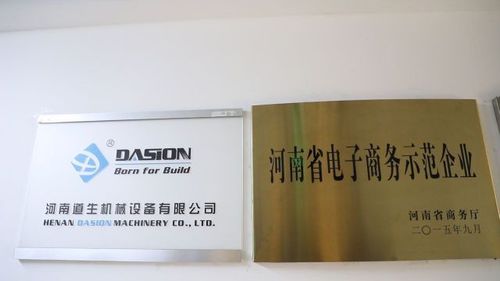 ®
DASION
Born for Build
河南道生机械设备有限公司
HENAN DASION MACHINERY CO., LTD.
河南省电子商务示范企业
河南省商务厅
二〇一五年九月